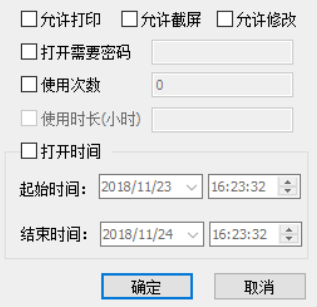 允许打印 允许截屏 允许修改
打开需要密码
使用次数 0
使用时长(小时)
打开时间
起始时间: 2018/11/23 16:23:32
结束时间: 2018/11/24 16:23:32
确定 取消